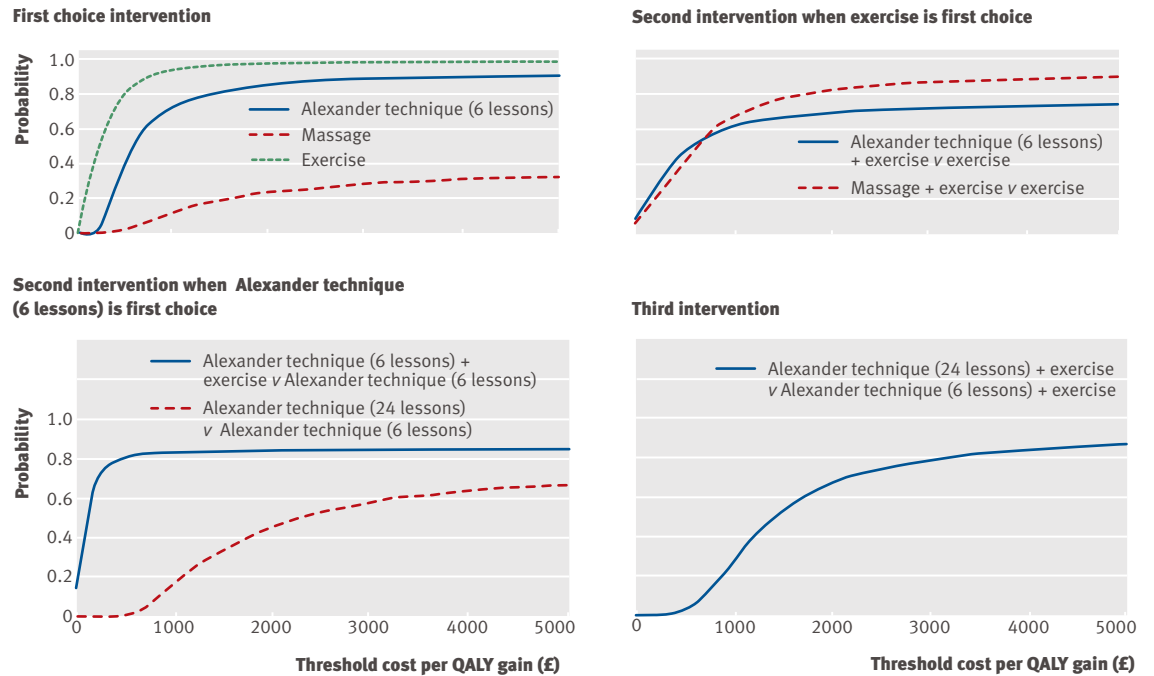 First choice intervention
Probability
1.0
0.8
0.6
0.4
0.2
0
Alexander technique (6 lessons)
Massage
Exercise
Second intervention when exercise is first choice
Alexander technique (6 lessons)
+ exercise v exercise
Massage + exercise v exercise
Second intervention when Alexander technique
(6 lessons) is first choice
Probability
1.0
0.8
0.6
0.4
0.2
0
Alexander technique (6 lessons) +
exercise v Alexander technique (6 lessons)
Alexander technique (24 lessons)
v Alexander technique (6 lessons)
0 1000 2000 3000 4000 5000
Threshold cost per QALY gain (£)
Third intervention
Alexander technique (24 lessons) + exercise
v Alexander technique (6 lessons) + exercise
0 1000 2000 3000 4000 5000
Threshold cost per QALY gain (£)